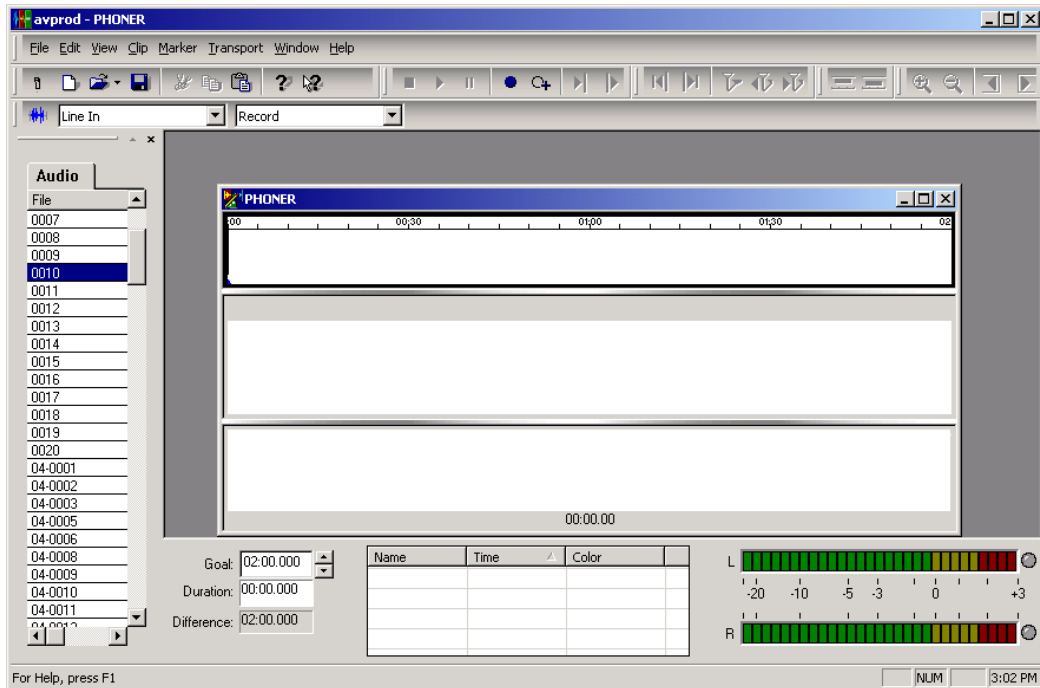 avprod - PHONER
File Edit View Clip Marker Transport Window Help
Line In Record
Audio
File
0007
0008
0009
0010
0011
0012
0013
0014
0015
0016
0017
0018
0019
0020
04-0001
04-0002
04-0003
04-0005
04-0006
04-0008
04-0009
04-0010
04-0011
PHONER
:00 00:30 01:00 01:30 02
00:00.00
Goal: 02:00.000
Duration: 00:00.000
Difference: 02:00.000
Name Time Color
L
-20 -10 -5 -3 0 +3
R
For Help, press F1 NUM 3:02 PM